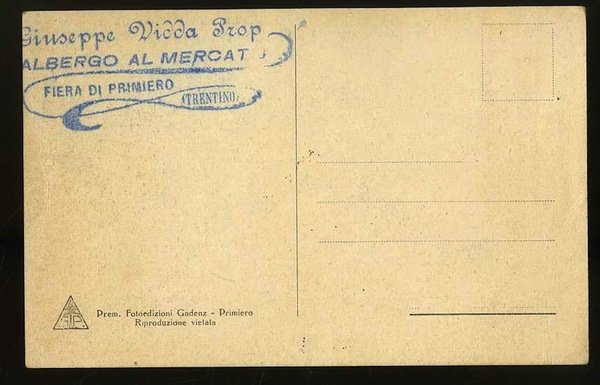 Giuseppe Vidda Prop
ALBERGO AL MERCAT
FIERA DI PRIMIERO
(TRENTINO)
Prem. Fotoedizioni Gadenz - Primiero
Riproduzione vietata